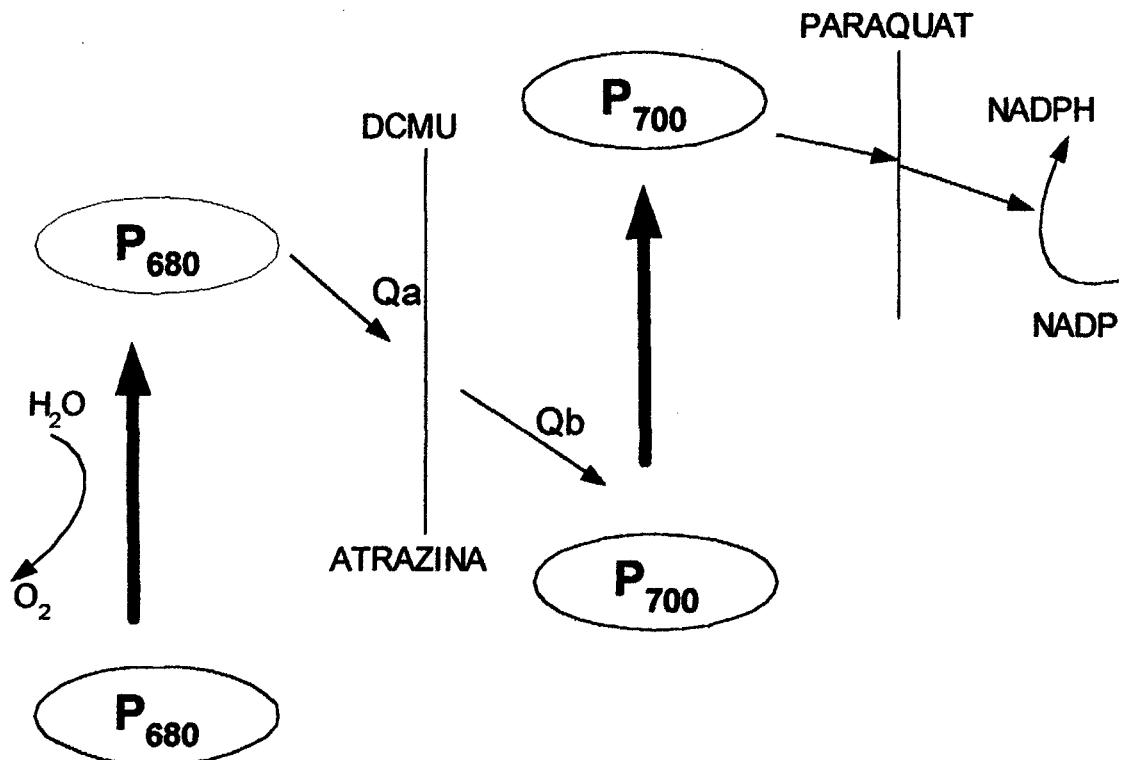 PARAQUAT
P700
NADPH
DCMU
P680
Qa
NADP
H2O
Qb
ATRAZINA
P700
O2
P680